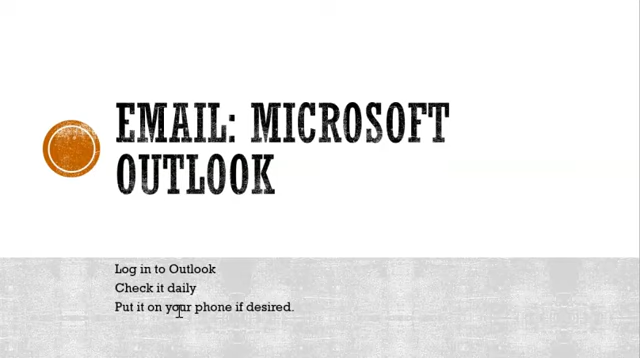 EMAIL: MICROSOFT
OUTLOOK
Log in to Outlook
Check it daily
Put it on your phone if desired.